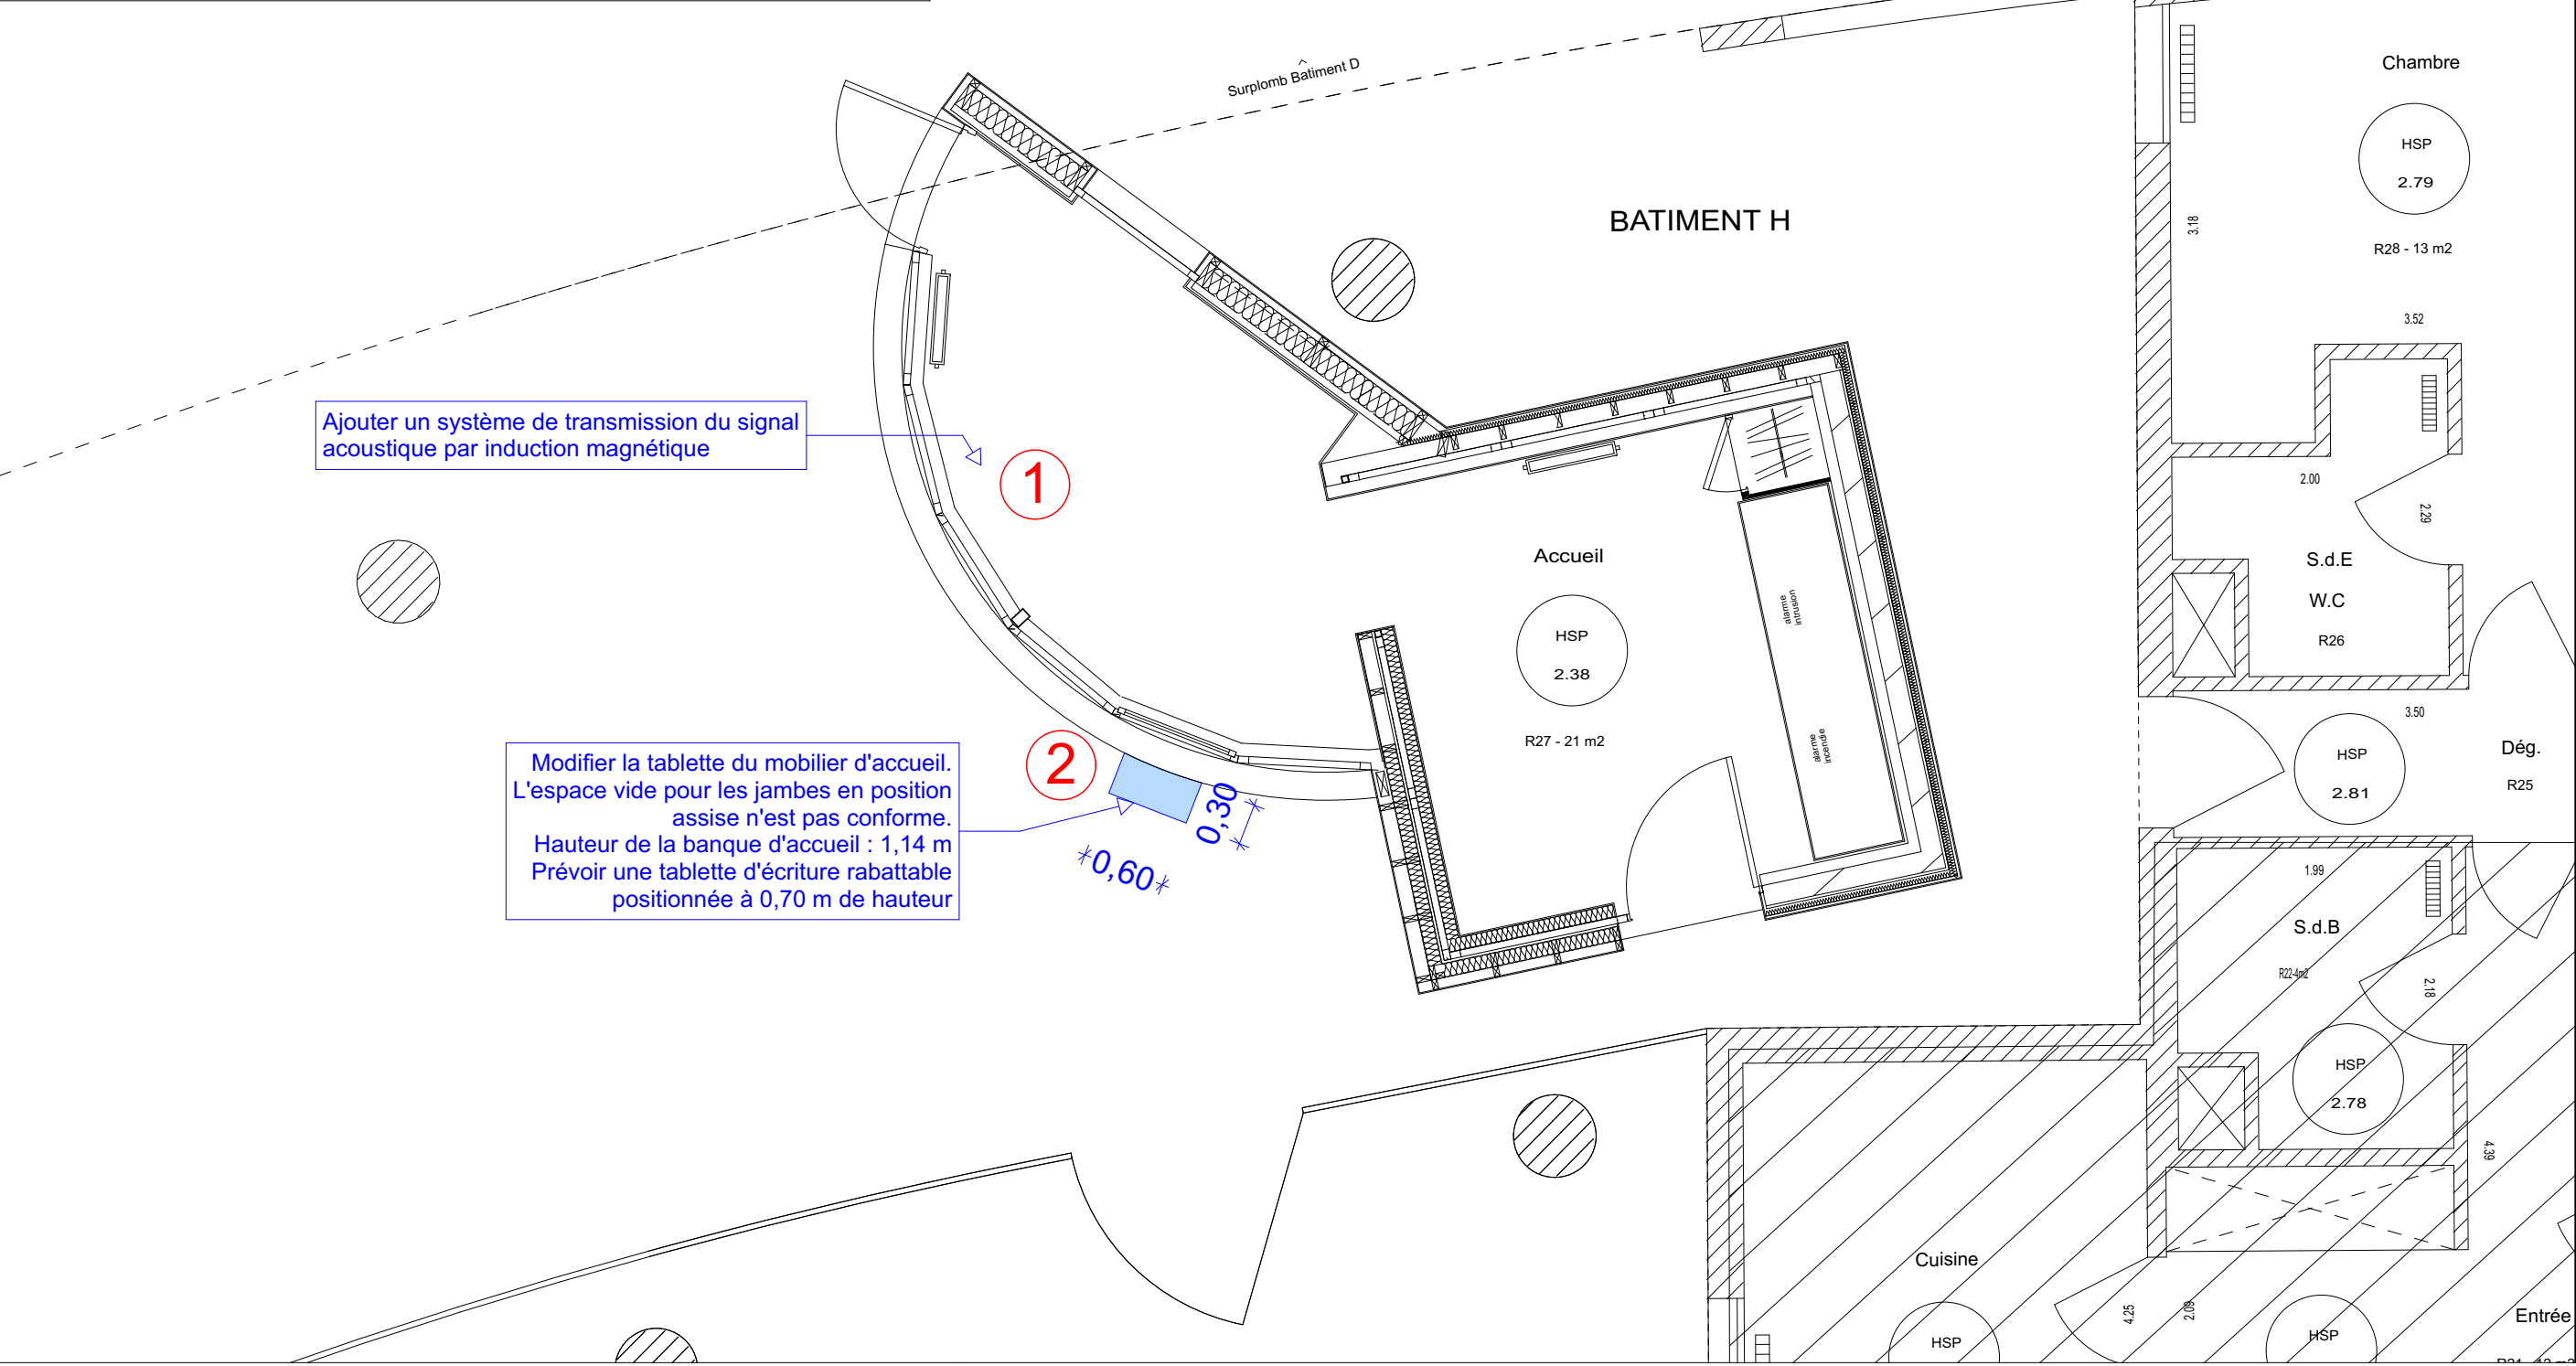 Surplomb Batiment D
BATIMENT H
Chambre
HSP
2.79
R28 - 13 m2
3.18
3.52
Ajouter un système de transmission du signal
acoustique par induction magnétique
1
2.00
2.29
S.d.E
W.C
R26
Accueil
HSP
2.38
R27 - 21 m2
alarme
intrusion
alarme
incendie
3.50
HSP
2.81
Dég.
R25
2
Modifier la tablette du mobilier d'accueil.
L'espace vide pour les jambes en position
assise n'est pas conforme.
Hauteur de la banque d'accueil : 1,14 m
Prévoir une tablette d'écriture rabattable
positionnée à 0,70 m de hauteur
0,30
0,60
1.99
S.d.B
R22-4m2
2.18
HSP
2.78
4.39
Cuisine
HSP
4.25
2.09
HSP
Entrée